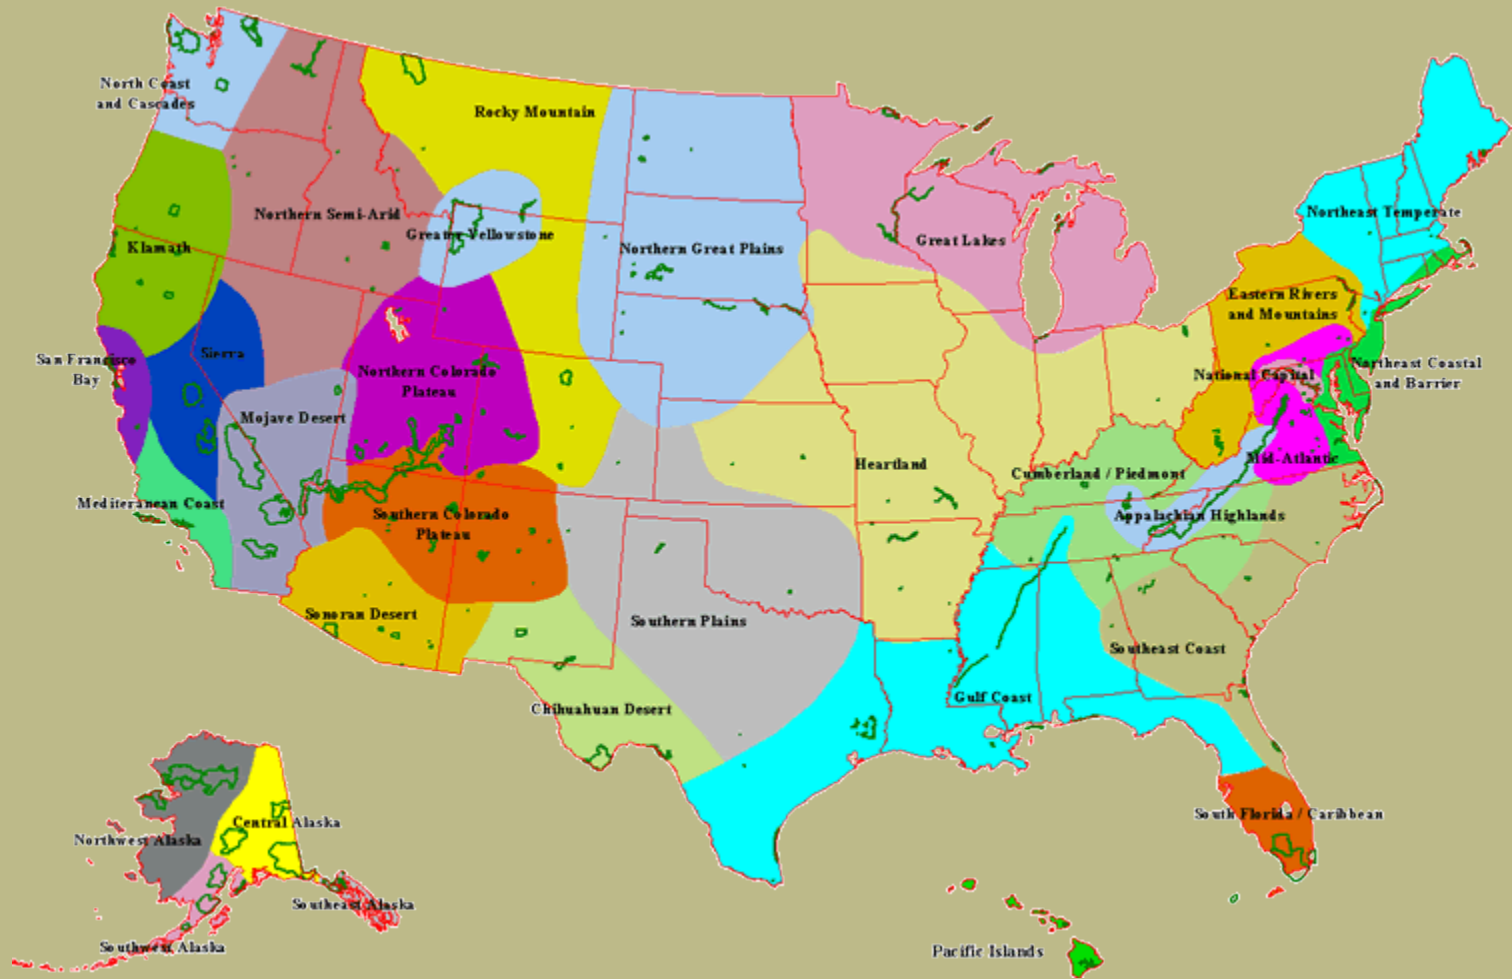 North Coast
and Cascades
Rocky Mountain
Northern Semi-Arid
Greater Yellowstone
Northern Great Plains
Great Lakes
Northeast Temperate
Klamath
Eastern Rivers
and Mountains
San Francisco
Bay
Sierra
Northern Colorado
Plateau
National Capital
Northeast Coastal
and Barrier
Mojave Desert
Heartland
Cumberland / Piedmont
Mid-Atlantic
Mediteranean Coast
Southern Colorado
Plateau
Appalachian Highlands
Sonoran Desert
Southern Plains
Southeast Coast
Chihuahuan Desert
Gulf Coast
Central Alaska
South Florida / Caribbean
Northwest Alaska
Southeast Alaska
Southwest Alaska
Pacific Islands